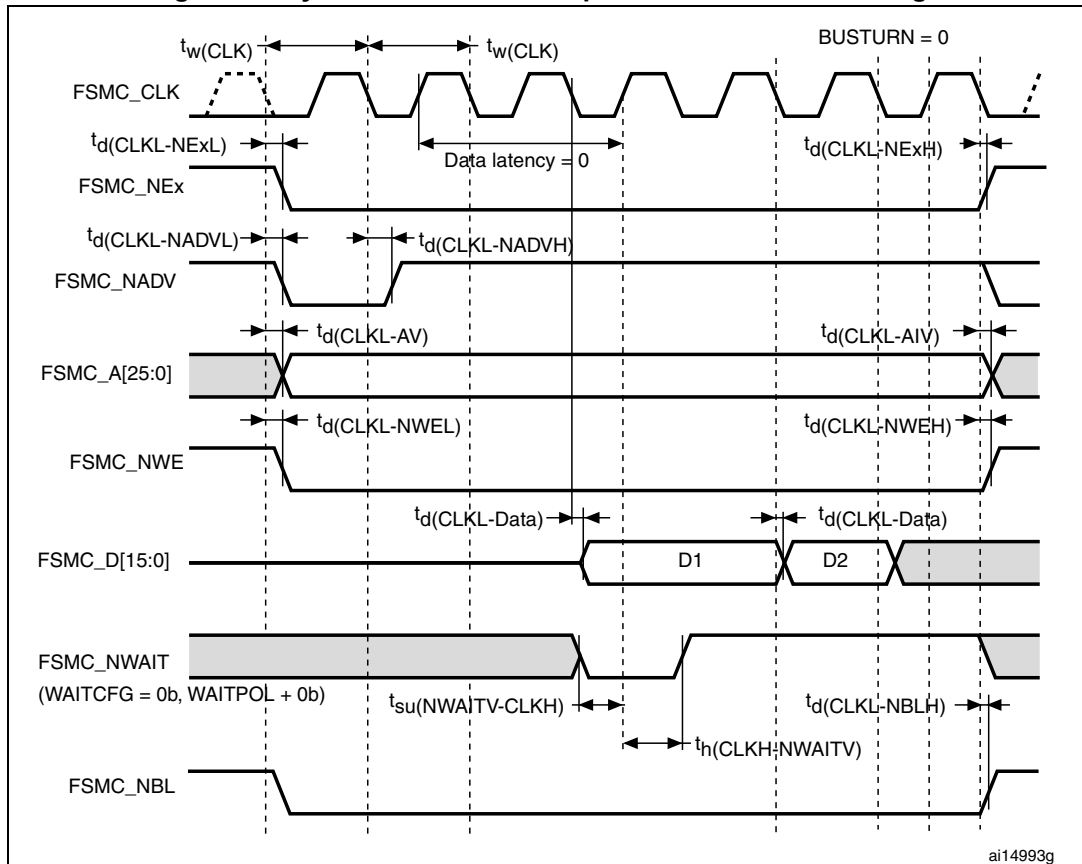 BUSTURN = 0
tw(CLK) tw(CLK)
FSMC_CLK
td(CLKL-NExL) Data latency = 0 td(CLKL-NExH)
FSMC_NEx
td(CLKL-NADVL) td(CLKL-NADVH)
FSMC_NADV
td(CLKL-AV) td(CLKL-AIV)
FSMC_A[25:0]
td(CLKL-NWEL) td(CLKL-NWEH)
FSMC_NWE
td(CLKL-Data) td(CLKL-Data)
FSMC_D[15:0] D1 D2
FSMC_NWAIT
(WAITCFG = 0b, WAITPOL + 0b)
tsu(NWAITV-CLKH) td(CLKL-NBLH)
th(CLKH-NWAITV)
FSMC_NBL
ai14993g